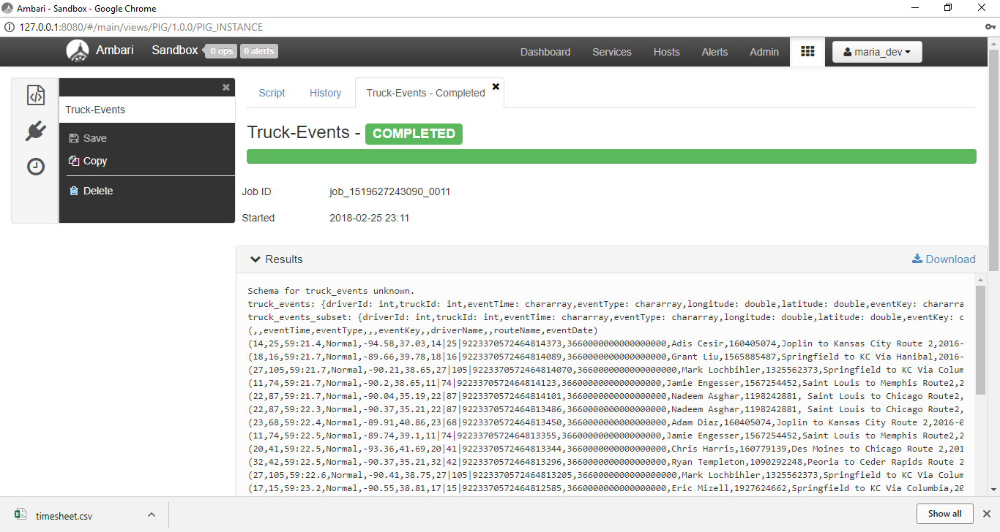 Ambari - Sandbox - Google Chrome
127.0.0.1:8080/#/main/views/PIG/1.0.0/PIG_INSTANCE
Ambari Sandbox 0 ops 0 alerts Dashboard Services Hosts Alerts Admin maria_dev
Truck-Events
Save
Copy
Delete
Script History Truck-Events - Completed
Truck-Events - COMPLETED
Job ID job_1519627243090_0011
Started 2018-02-25 23:11
Results Download
Schema for truck_events unknown.
truck_events: {driverId: int,truckId: int,eventTime: chararray,eventType: chararray,longitude: double,latitude: double,eventKey: chararra
truck_events_subset: {driverId: int,truckId: int,eventTime: chararray,eventType: chararray,longitude: double,latitude: double,eventKey: c
(,,eventTime,eventType,,,eventKey,,driverName,,routeName,eventDate)
(14,25,59:21.4,Normal,-94.58,37.03,14|25|9223370572464814373,3660000000000000000,Adis Cesir,160405074,Joplin to Kansas City Route 2,2016-
(18,16,59:21.7,Normal,-89.66,39.78,18|16|9223370572464814089,3660000000000000000,Grant Liu,1565885487,Springfield to KC Via Hanibal,2016-
(27,105,59:21.7,Normal,-90.21,38.65,27|105|9223370572464814070,3660000000000000000,Mark Lochbihler,1325562373,Springfield to KC Via Colum
(11,74,59:21.7,Normal,-90.2,38.65,11|74|9223370572464814123,3660000000000000000,Jamie Engesser,1567254452,Saint Louis to Memphis Route2,2
(22,87,59:21.7,Normal,-90.04,35.19,22|87|9223370572464814101,3660000000000000000,Nadeem Asghar,1198242881, Saint Louis to Chicago Route2,
(22,87,59:22.3,Normal,-90.37,35.21,22|87|9223370572464813486,3660000000000000000,Nadeem Asghar,1198242881, Saint Louis to Chicago Route2,
(23,68,59:22.4,Normal,-89.91,40.86,23|68|9223370572464813450,3660000000000000000,Adam Diaz,160405074,Joplin to Kansas City Route 2,2016-0
(11,74,59:22.5,Normal,-89.74,39.1,11|74|9223370572464813355,3660000000000000000,Jamie Engesser,1567254452,Saint Louis to Memphis Route2,2
(20,41,59:22.5,Normal,-93.36,41.69,20|41|9223370572464813344,3660000000000000000,Chris Harris,160779139,Des Moines to Chicago Route 2,201
(32,42,59:22.5,Normal,-90.37,35.21,32|42|9223370572464813296,3660000000000000000,Ryan Templeton,1090292248,Peoria to Ceder Rapids Route 2
(27,105,59:22.6,Normal,-90.41,38.75,27|105|9223370572464813205,3660000000000000000,Mark Lochbihler,1325562373,Springfield to KC Via Colum
(17,15,59:23.2,Normal,-90.55,38.81,17|15|9223370572464812585,3660000000000000000,Eric Mizell,1927624662,Springfield to KC Via Columbia,20
timesheet.csv Show all